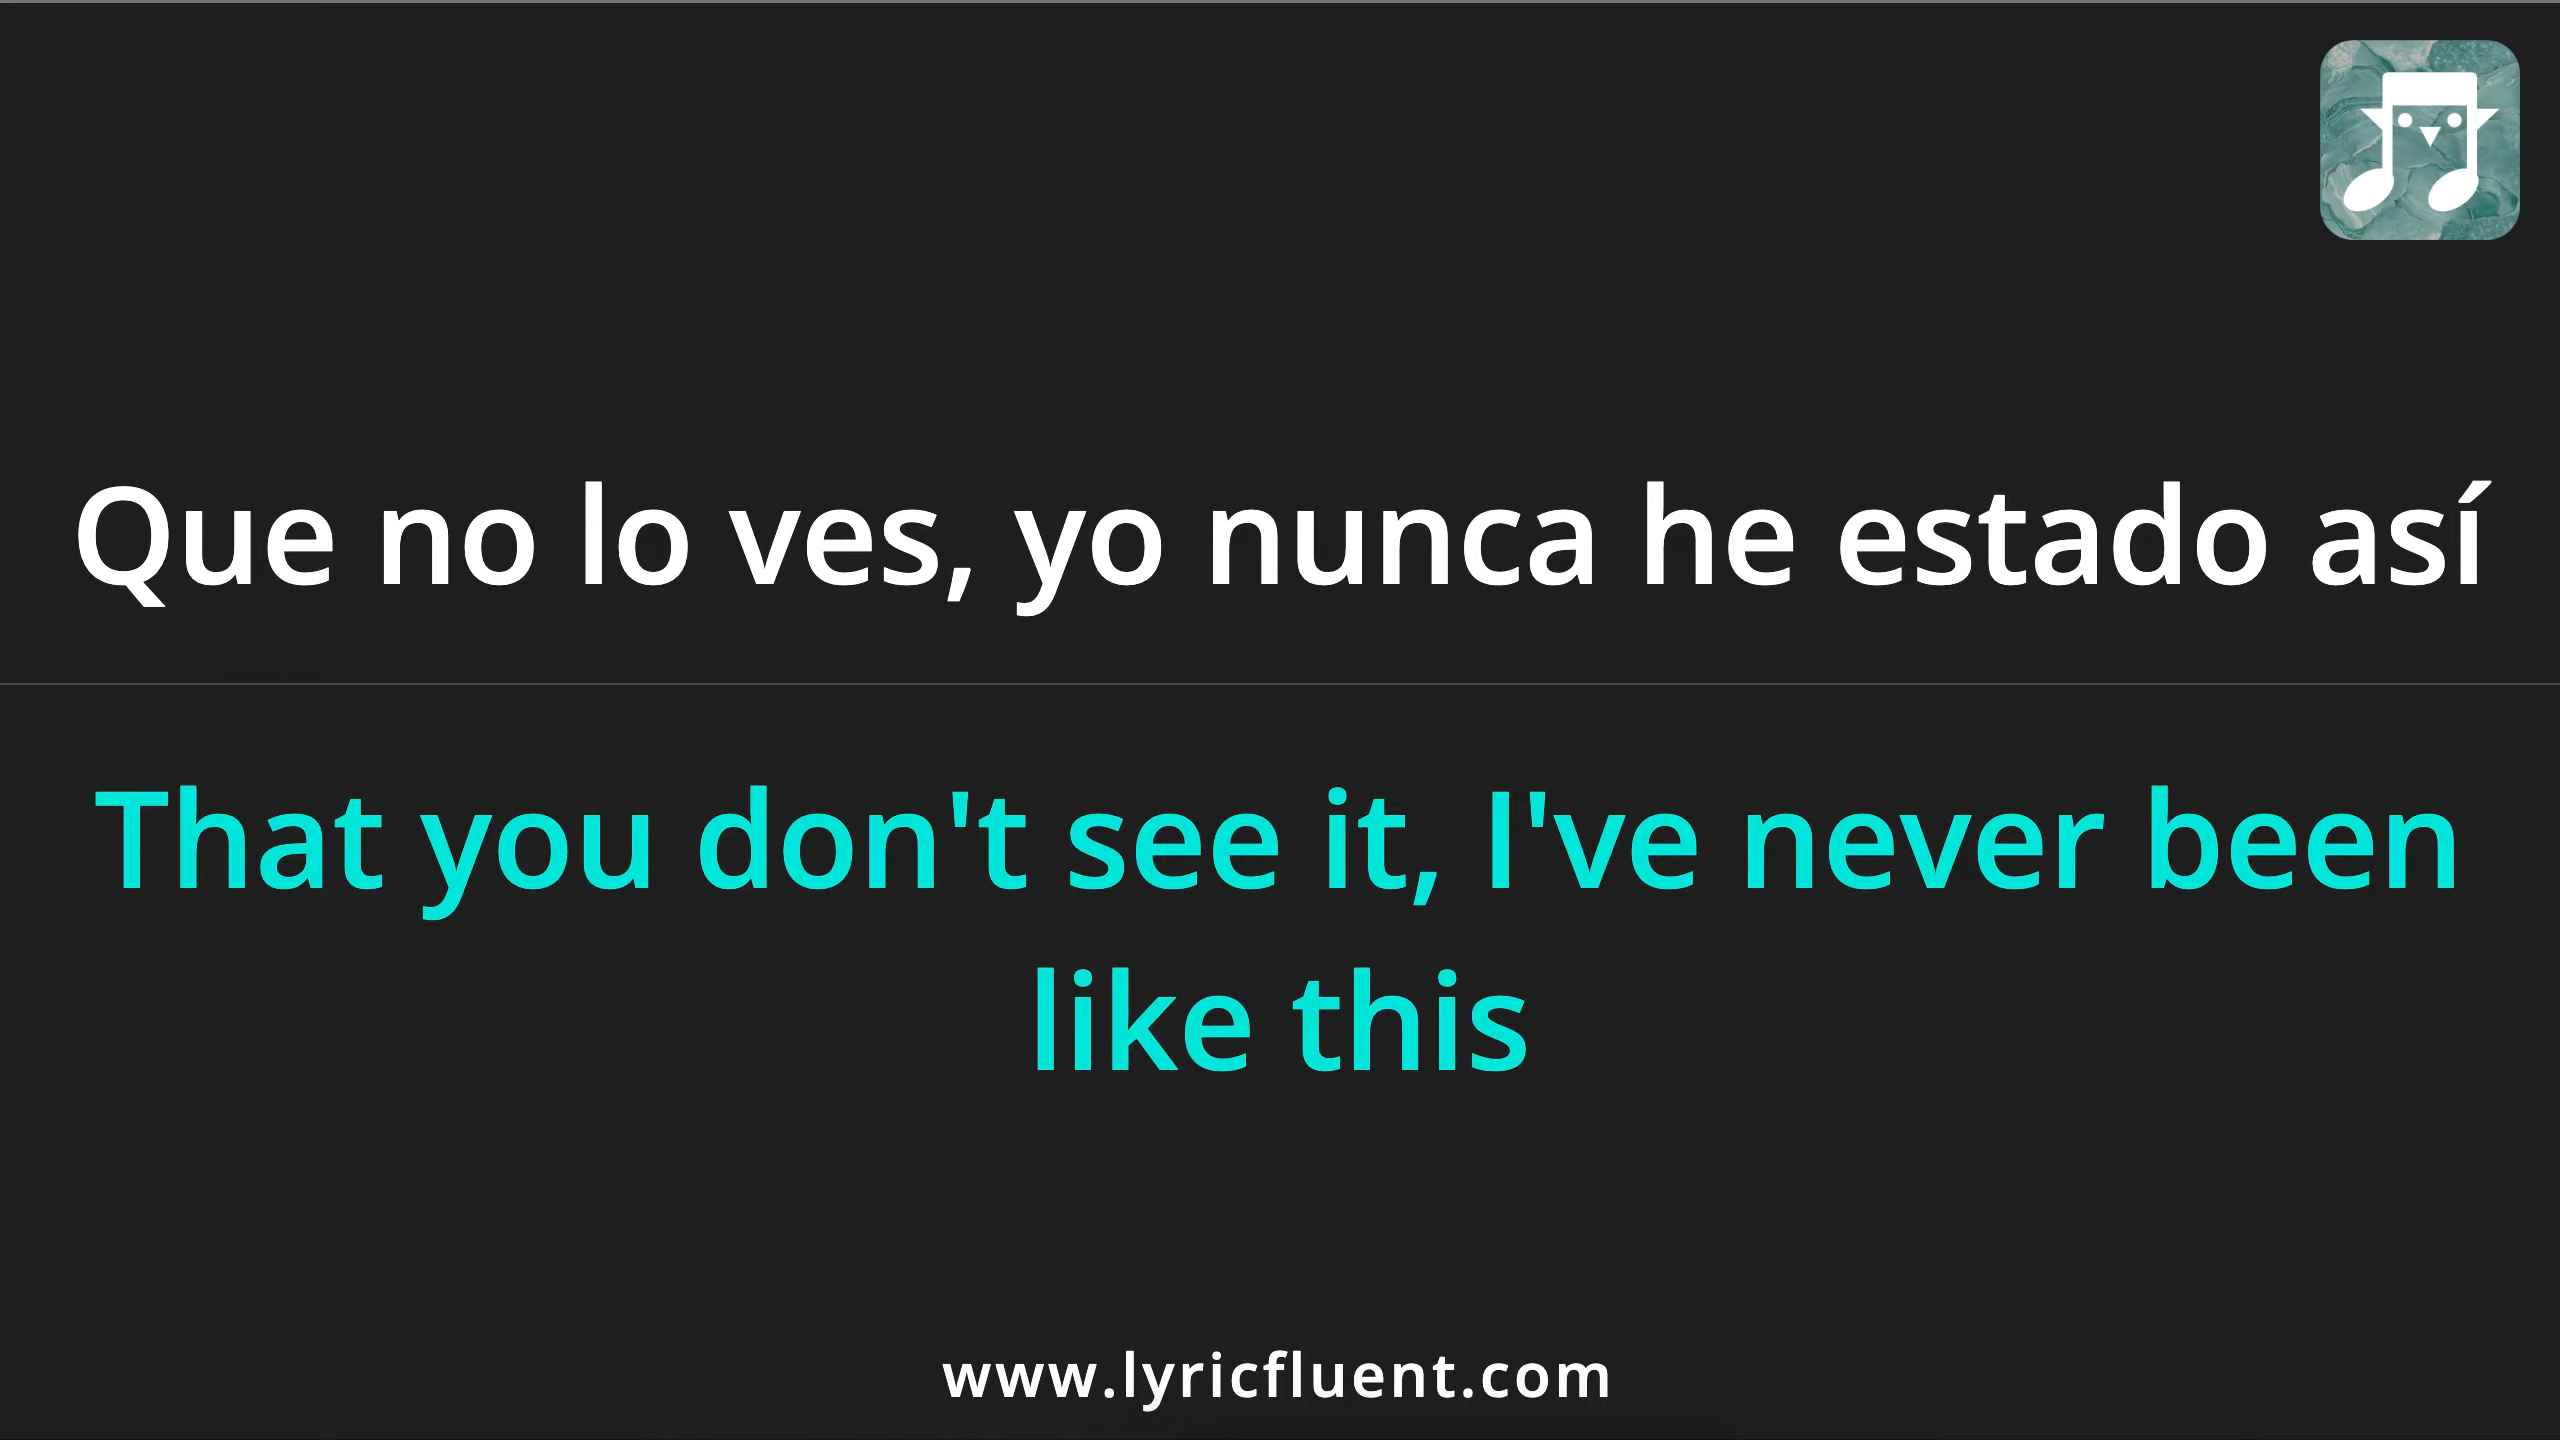 Que no lo ves, yo nunca he estado así
That you don't see it, I've never been
like this
www.lyricfluent.com